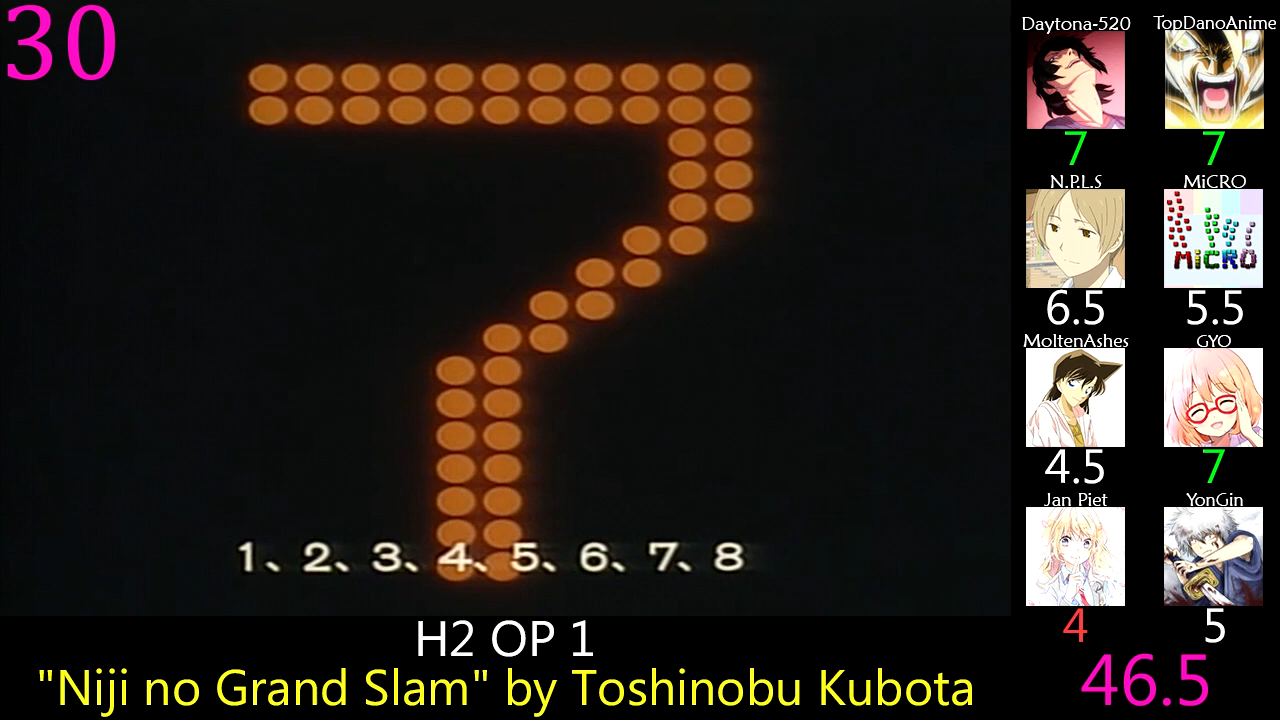 30
7
1、2、3、4、5、6、7、8
H2 OP 1
"Niji no Grand Slam" by Toshinobu Kubota
Daytona-520 TopDanoAnime
7 7
N.P.L.S MiCRO
MiCRO
6.5 5.5
MoltenAshes GYO
4.5 7
Jan Piet YonGin
4 5
46.5